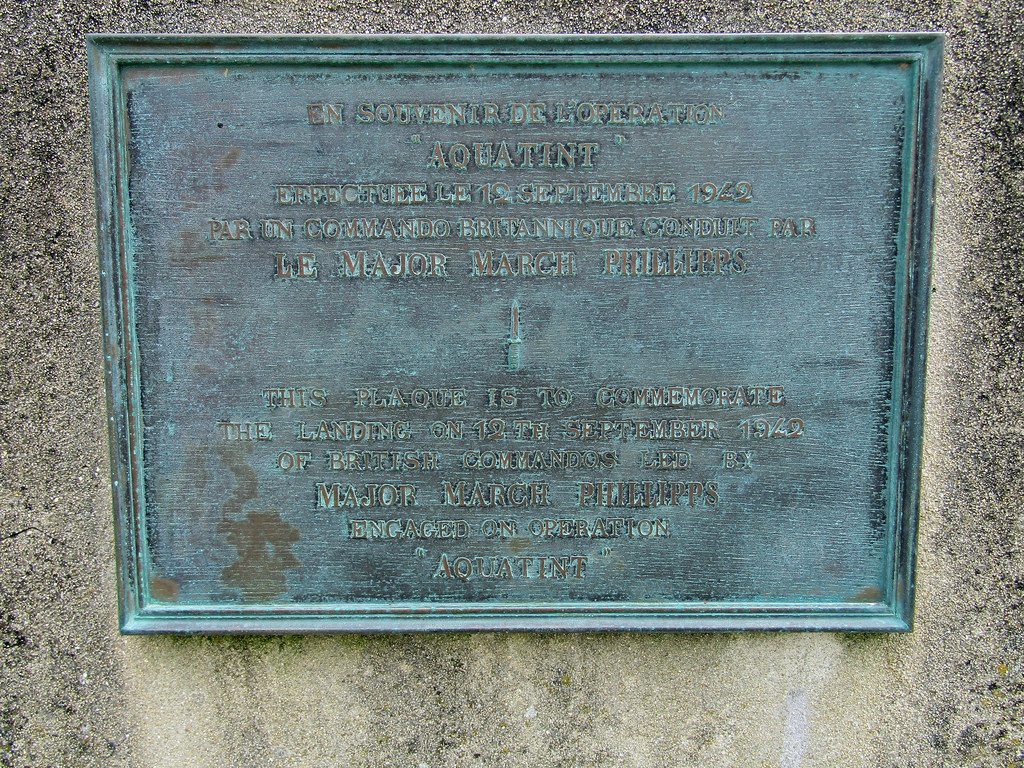 EN SOUVENIR DE L'OPERATION
"AQUATINT"
EFFECTUEE LE 12 SEPTEMBRE 1942
PAR UN COMMANDO BRITANNIQUE CONDUIT PAR
LE MAJOR MARCH PHILLIPPS
THIS PLAQUE IS TO COMMEMORATE
THE LANDING ON 12 TH SEPTEMBER 1942
OF BRITISH COMMANDOS LED BY
MAJOR MARCH PHILLIPPS
ENGAGED ON OPERATION
"AQUATINT"